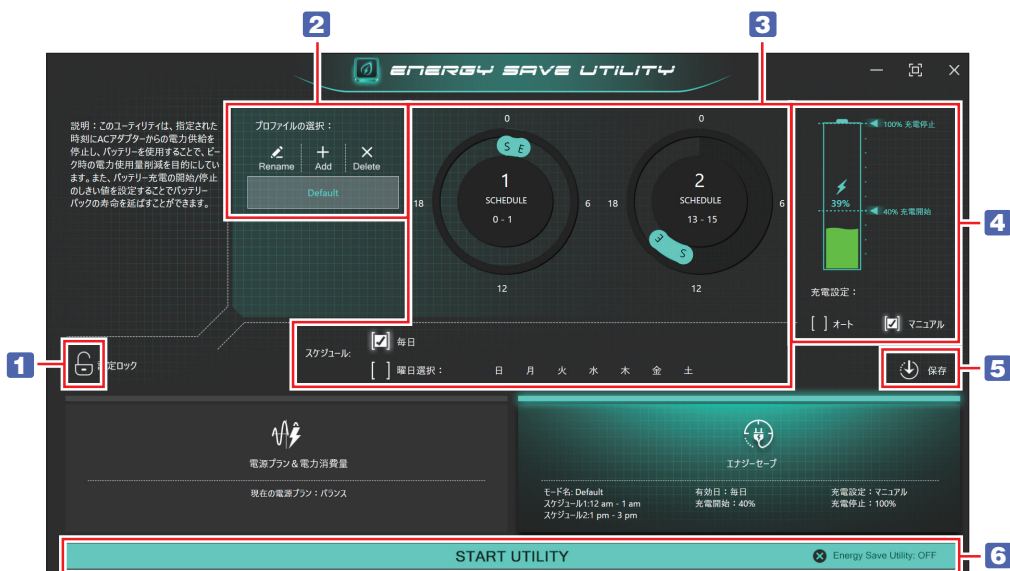 2
3
ENERGY SAVE UTILITY
説明：このユーティリティは、指定された
時刻にACアダプターからの電力供給を
停止し、バッテリーを使用することで、ピー
ク時の電力使用量削減を目的にしてい
ます。また、バッテリー充電の開始/停止
のしきい値を設定することでバッテリー
パックの寿命を延ばすことができます。
プロファイルの選択：
Rename
Add
Delete
Default
0
S E
1
SCHEDULE
0 - 1
18
6
12
0
2
SCHEDULE
13 - 15
18
6
E S
12
100% 充電停止
39%
40% 充電開始
充電設定：
[ ] オート
[✓] マニュアル
4
スケジュール:
[✓] 毎日
[ ] 曜日選択： 日 月 火 水 木 金 土
1
定ロック
保存
5
電源プラン＆電力消費量
現在の電源プラン：バランス
エナジーセーブ
モード名: Default
スケジュール1:12 am - 1 am
スケジュール2:1 pm - 3 pm
有効日：毎日
充電開始：40%
充電設定：マニュアル
充電停止：100%
START UTILITY
Energy Save Utility: OFF
6